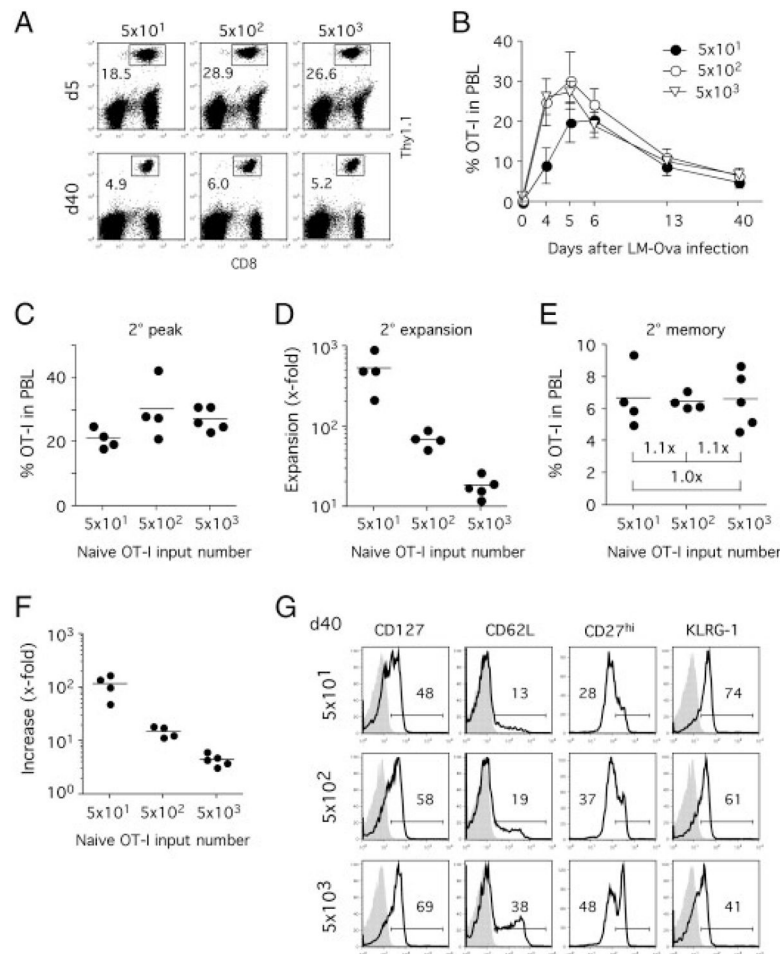 A
5x10¹
5x10²
5x10³
d5
18.5
28.9
26.6
Thy1.1
d40
4.9
6.0
5.2
CD8
B
% OT-I in PBL
40
30
20
10
0
5x10¹
5x10²
5x10³
0
4
5
6
13
40
Days after LM-Ova infection
C
2° peak
% OT-I in PBL
40
20
0
5x10¹
5x10²
5x10³
Naive OT-I input number
D
2° expansion
Expansion (x-fold)
10³
10²
10¹
5x10¹
5x10²
5x10³
Naive OT-I input number
E
2° memory
% OT-I in PBL
10
8
6
4
2
0
1.1x
1.1x
1.0x
5x10¹
5x10²
5x10³
Naive OT-I input number
F
Increase (x-fold)
10³
10²
10¹
10⁰
5x10¹
5x10²
5x10³
Naive OT-I input number
G
d40
CD127
CD62L
CD27ʰⁱ
KLRG-1
5x10¹
48
13
28
74
5x10²
58
19
37
61
5x10³
69
38
48
41